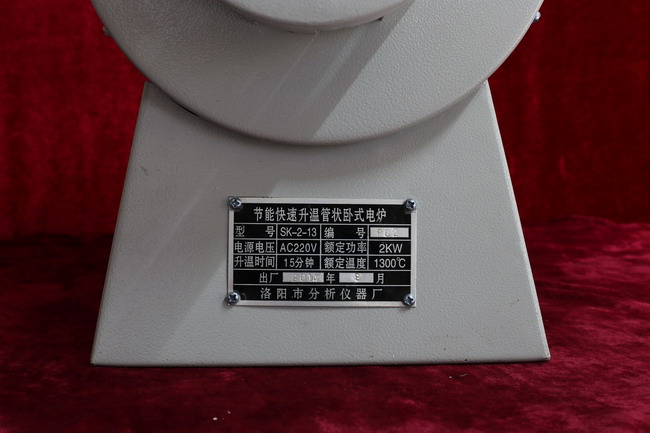 节能快速升温管状卧式电炉
型 号 SK-2-13 编 号
电源电压 AC220V 额定功率 2KW
升温时间 15分钟 额定温度 1300℃
出厂 年 月
洛阳市分析仪器厂